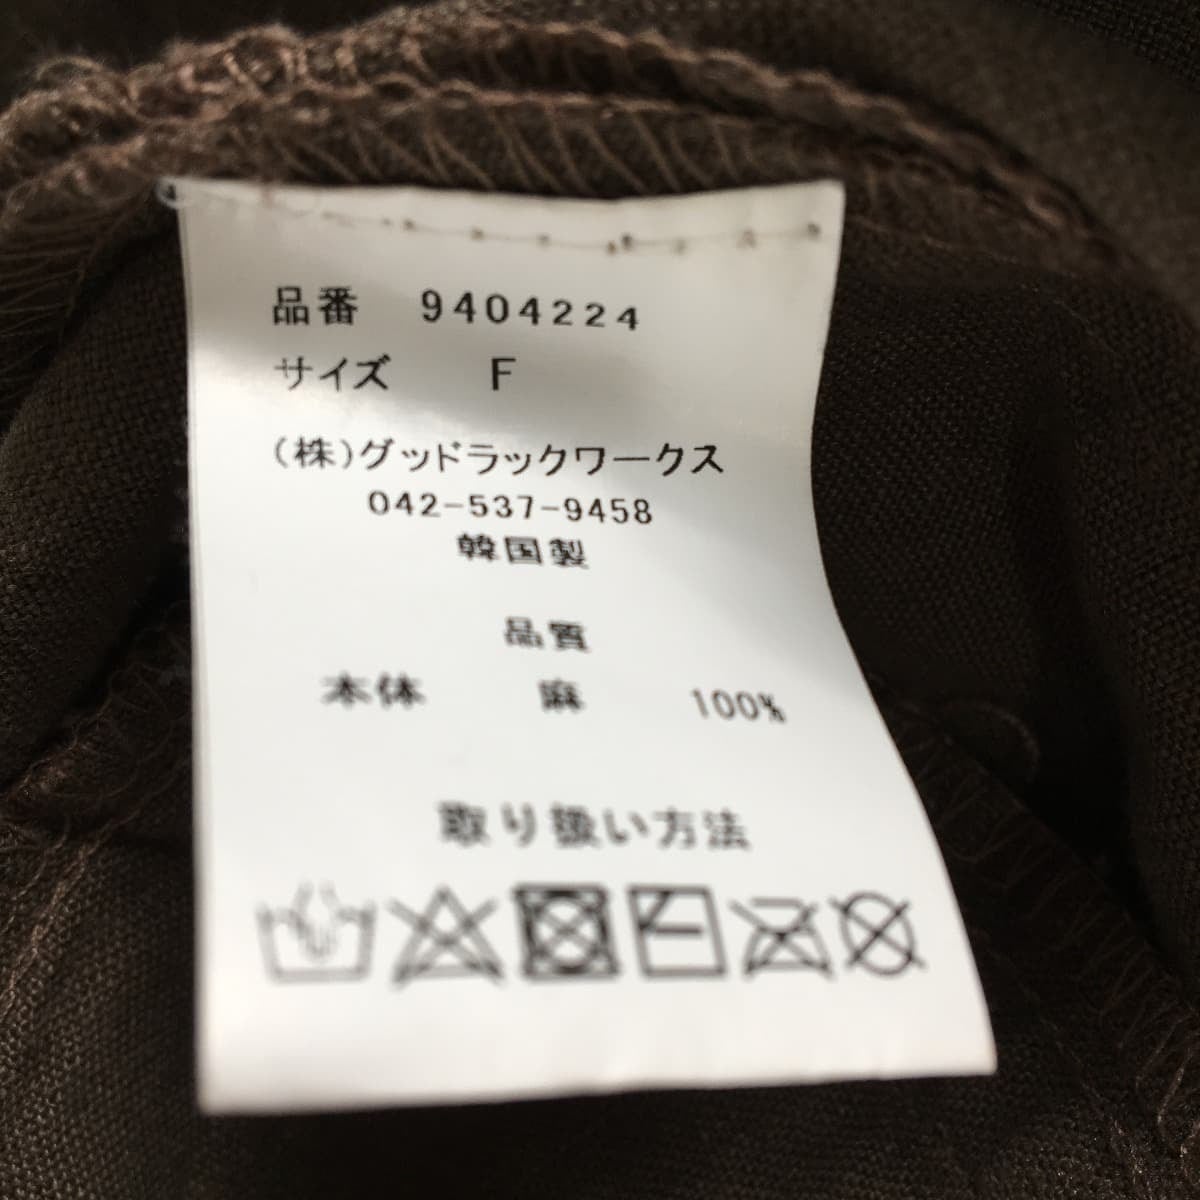 品番 9404224
サイズ F
(株)グッドラックワークス
042-537-9458
韓国製
品質
本体 麻 100%
取り扱い方法